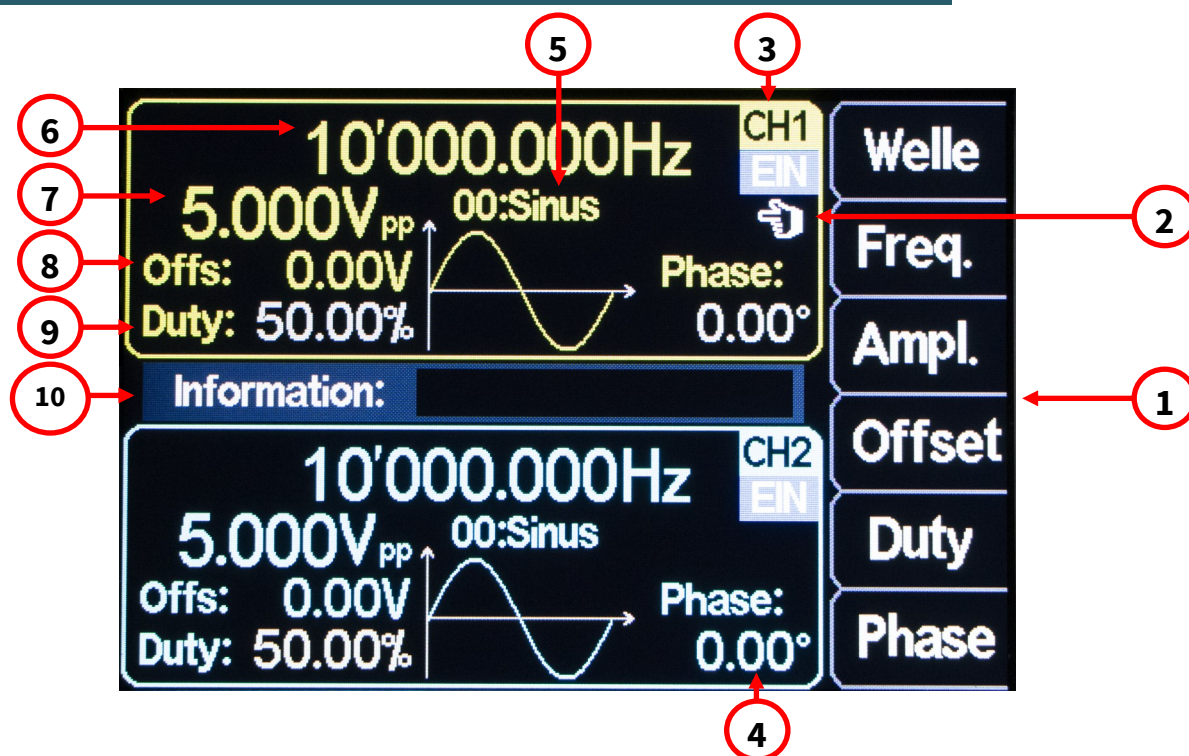 5
3
6
10'000.000Hz
CH1
EIN
Welle
7
5.000Vpp
00:Sinus
2
8
Offs: 0.00V
Phase:
Freq.
9
Duty: 50.00%
0.00°
Ampl.
10
Information:
1
10'000.000Hz
CH2
EIN
Offset
5.000Vpp
00:Sinus
Duty
Offs: 0.00V
Phase:
Duty: 50.00%
0.00°
Phase
4